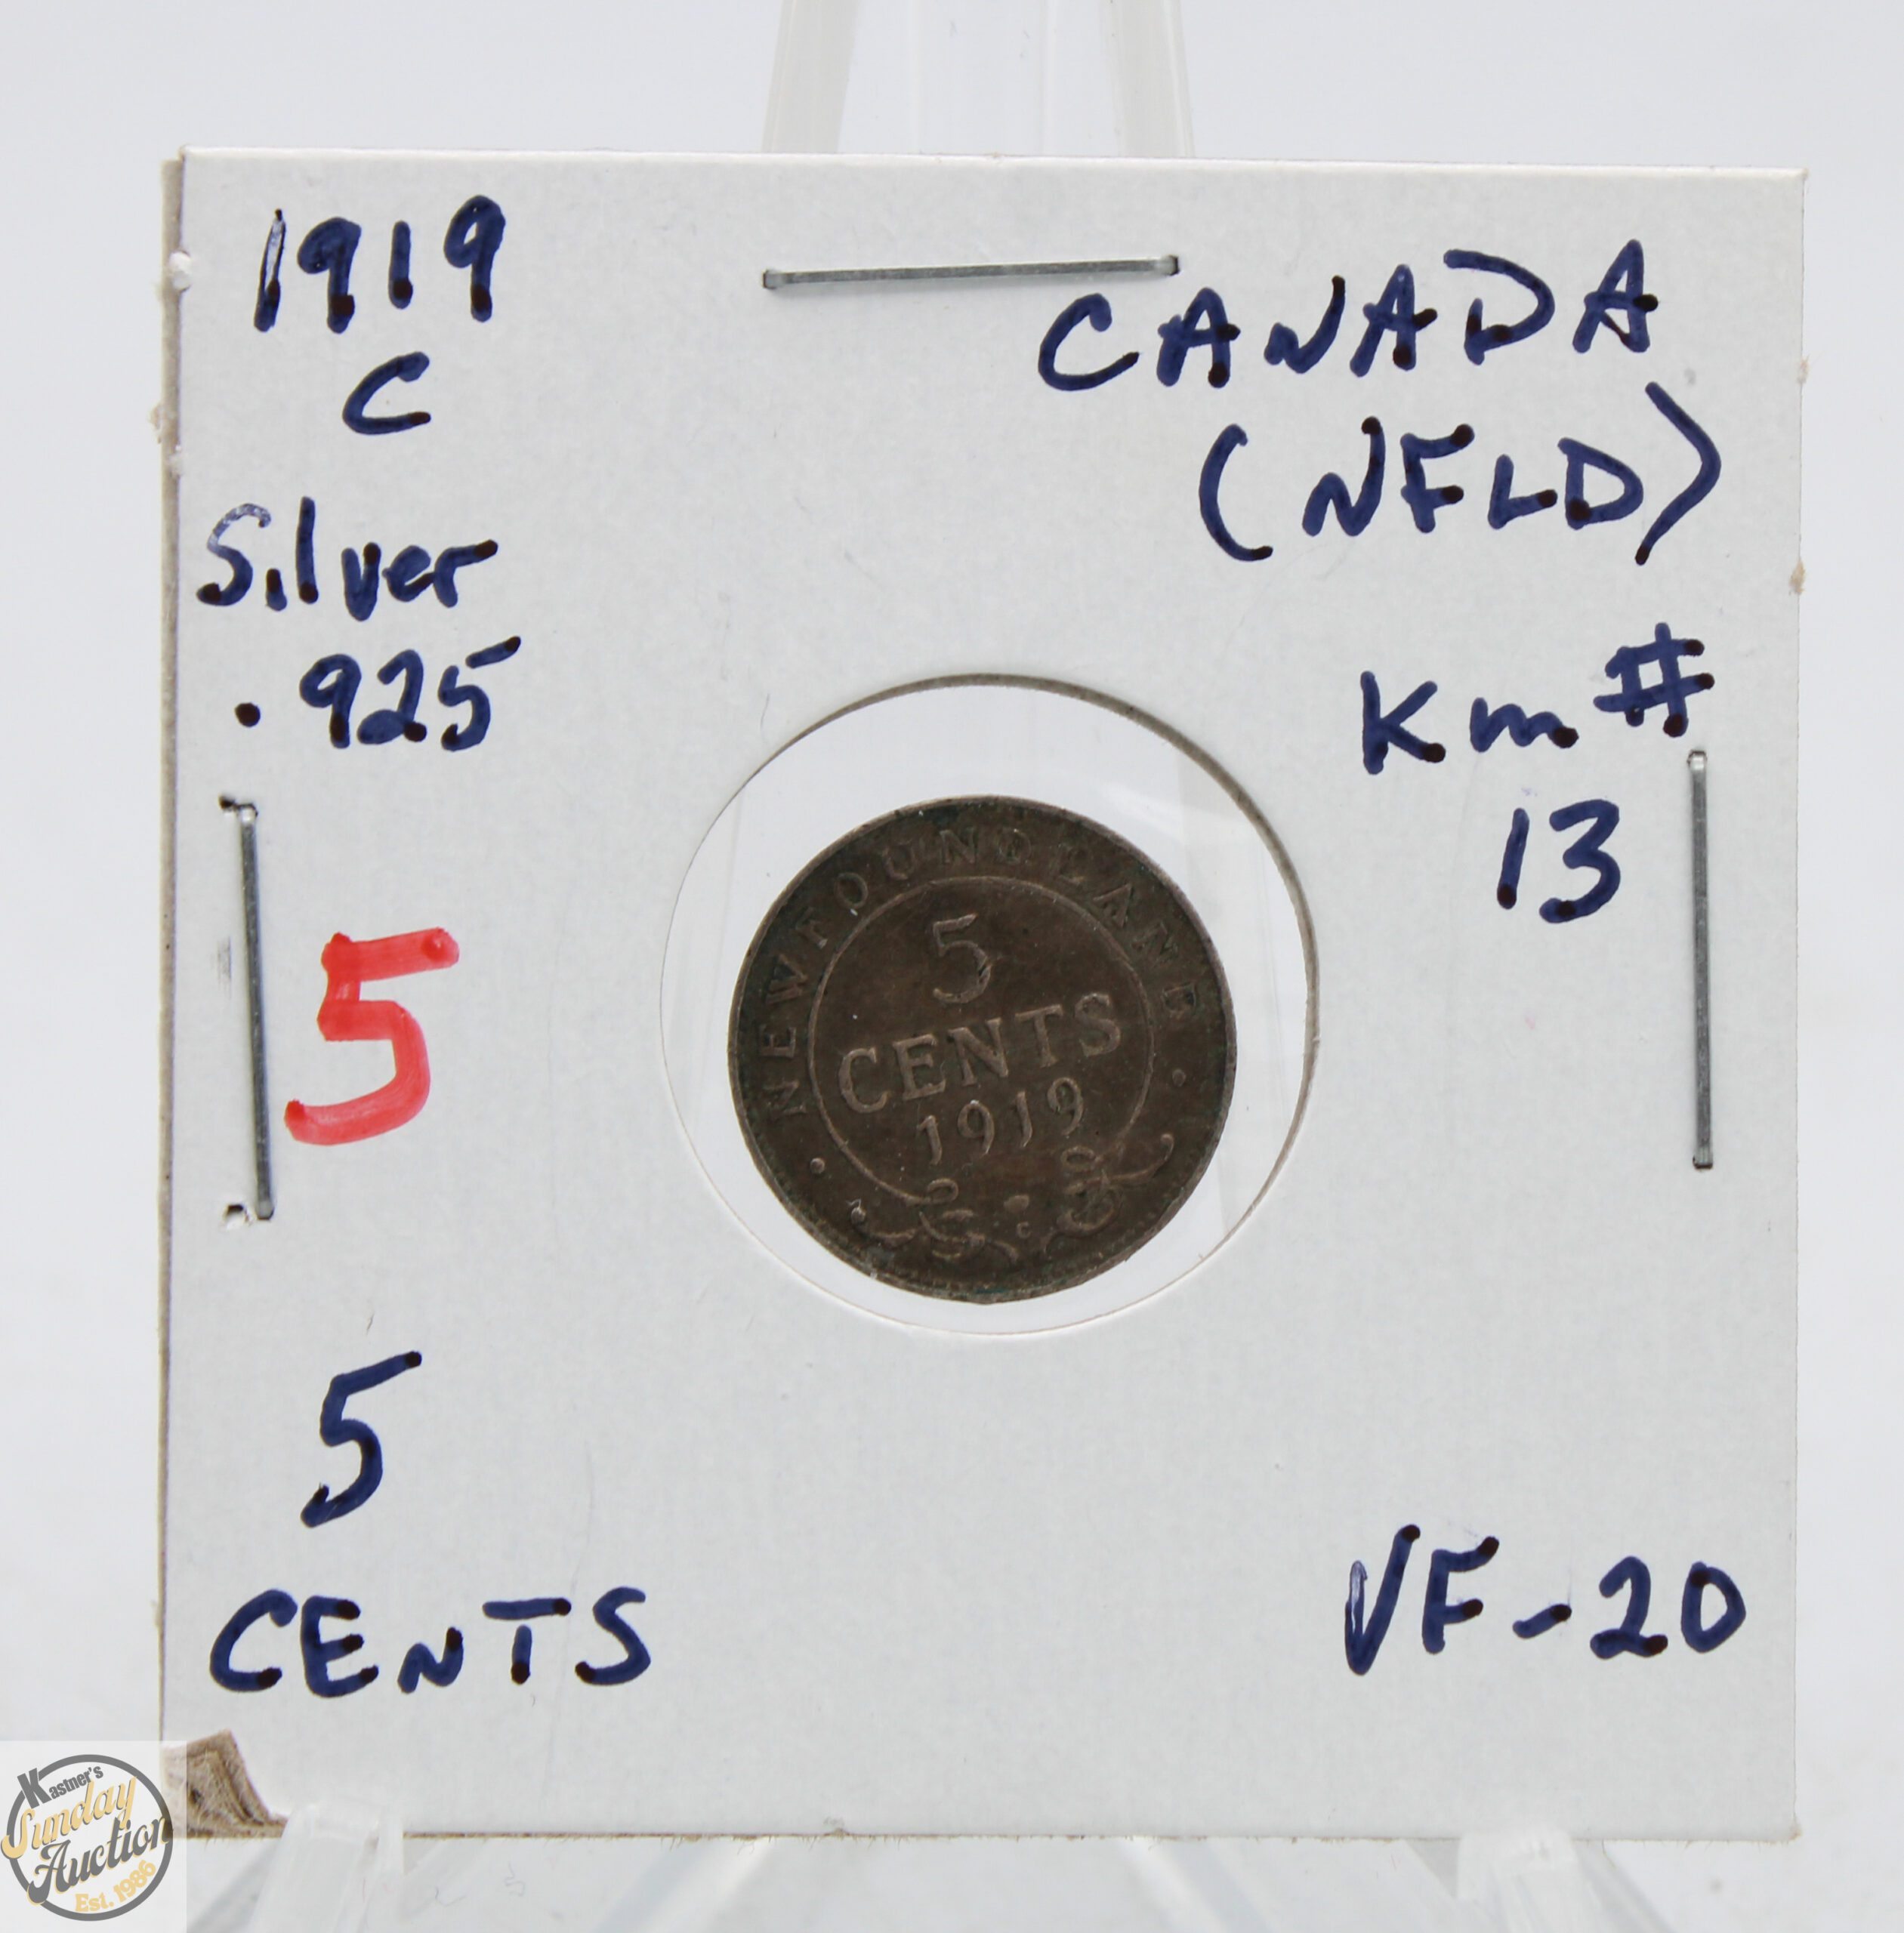 1919
C
Silver
.925
5
5
CENTS
CANADA
(NFLD)
Km#
13
VF-20
NEWFOUNDLAND
5
CENTS
1919
C
Kastner's
Sunday
Auction
Est. 1986